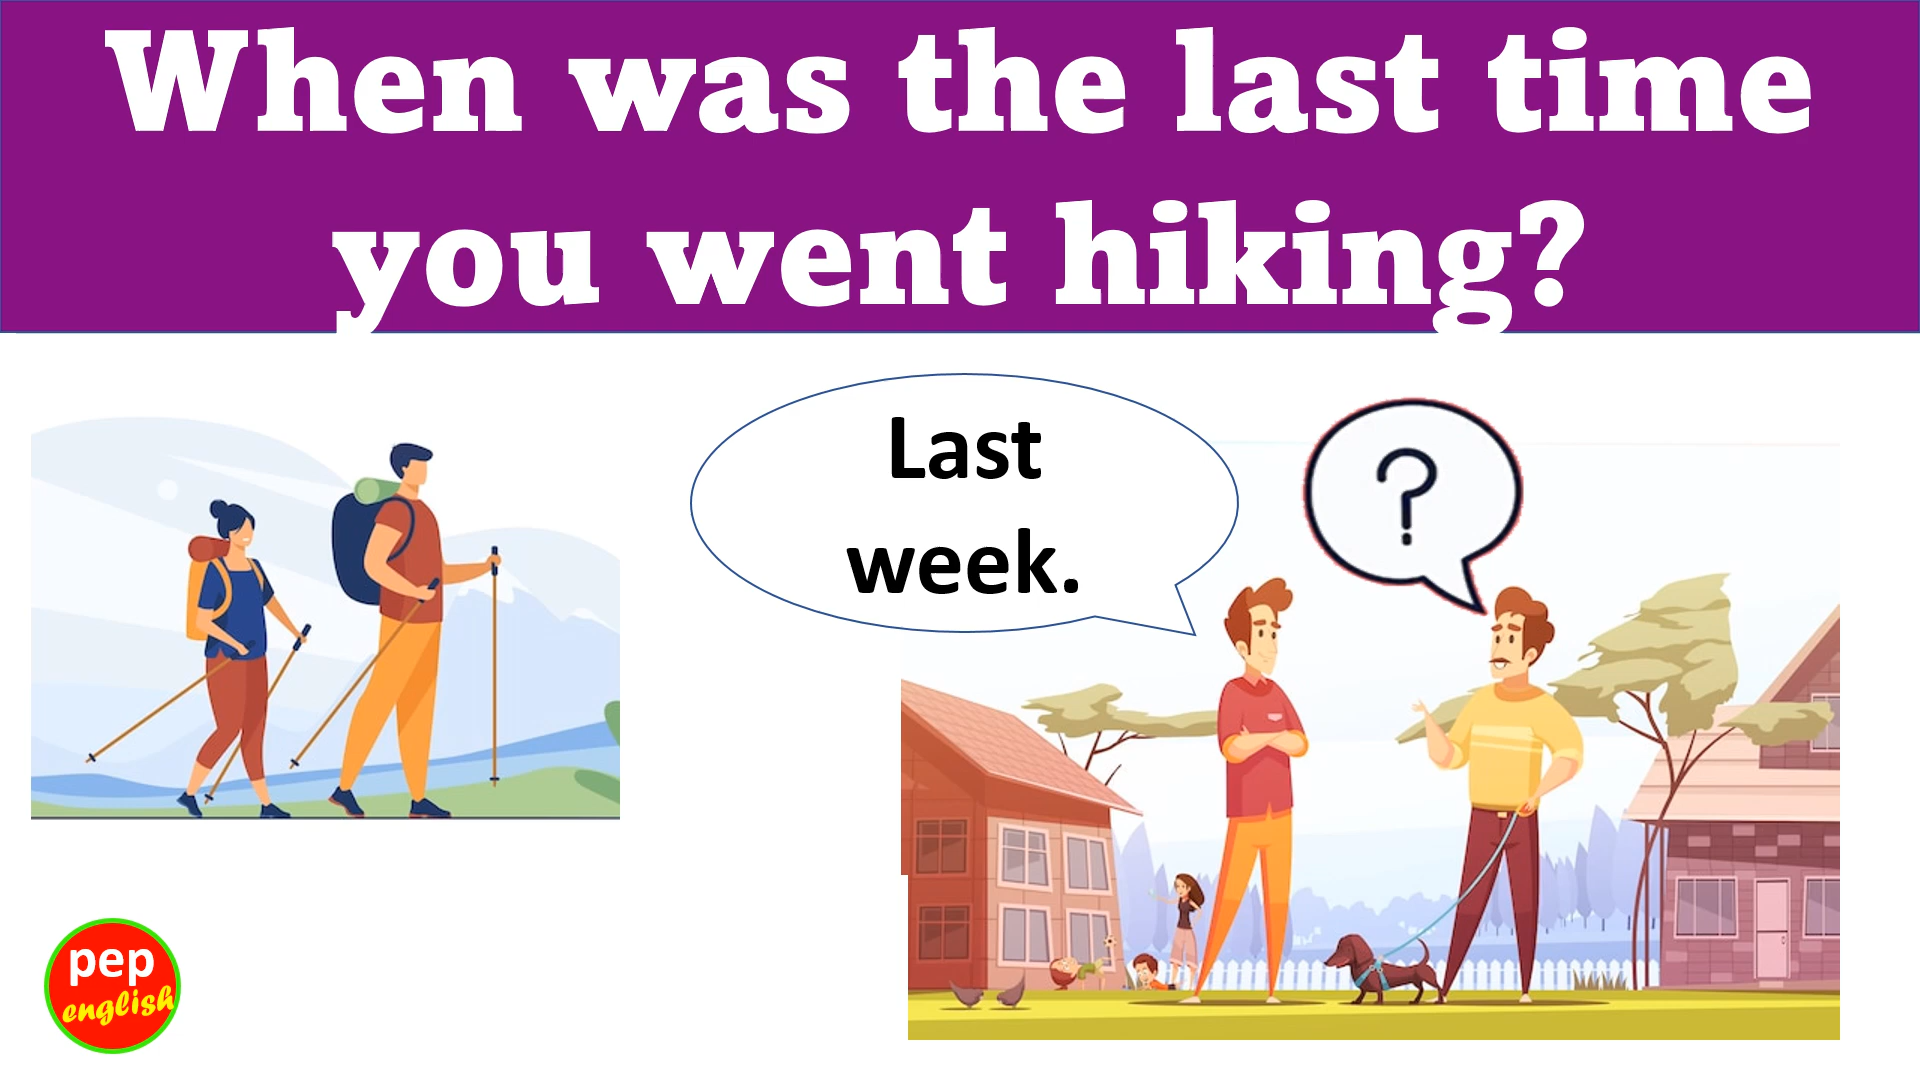 When was the last time
you went hiking?
Last
week.
?
pep
english